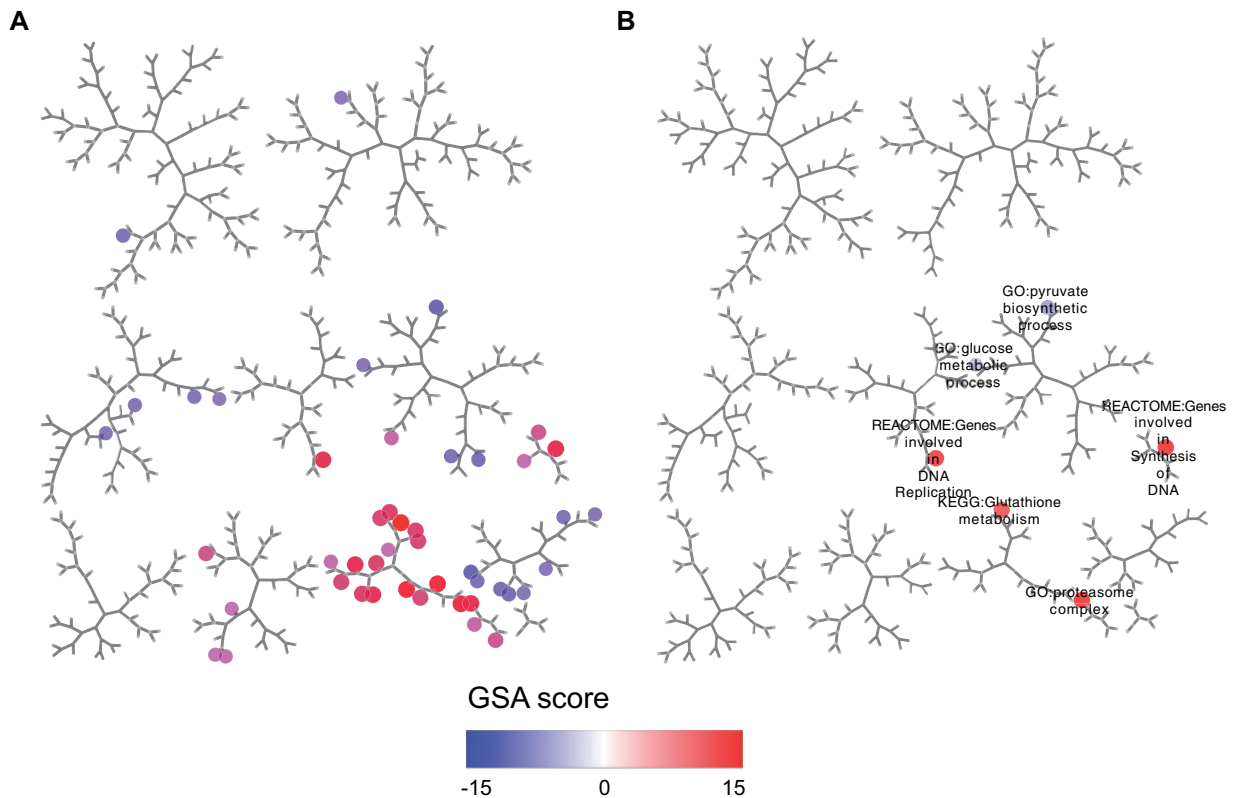 A
B
GO:pyruvate
biosynthetic
process
GO:glucose
metabolic
process
REACTOME:Genes
involved
in
DNA
Replication
REACTOME:Genes
involved
in
Synthesis
of
DNA
KEGG:Glutathione
metabolism
GO:proteasome
complex
GSA score
-15
0
15